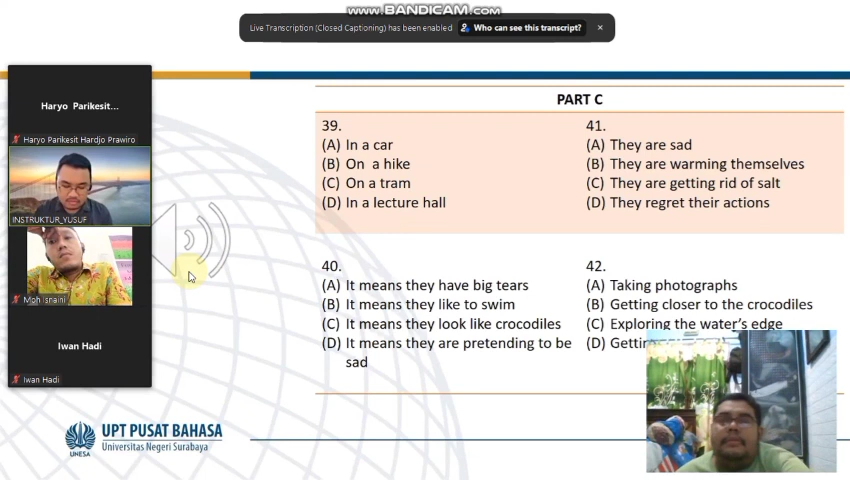 www.BANDICAM.com
Live Transcription (Closed Captioning) has been enabled
Who can see this transcript?
Haryo Parikesit...
Haryo Parikesit Hardjo Prawiro
INSTRUKTUR_YUSUF
Moh Isnaini
Iwan Hadi
Iwan Hadi
PART C
39.
(A) In a car
(B) On a hike
(C) On a tram
(D) In a lecture hall
41.
(A) They are sad
(B) They are warming themselves
(C) They are getting rid of salt
(D) They regret their actions
40.
(A) It means they have big tears
(B) It means they like to swim
(C) It means they look like crocodiles
(D) It means they are pretending to be
sad
42.
(A) Taking photographs
(B) Getting closer to the crocodiles
(C) Exploring the water's edge
(D)
UNESA
UPT PUSAT BAHASA
Universitas Negeri Surabaya